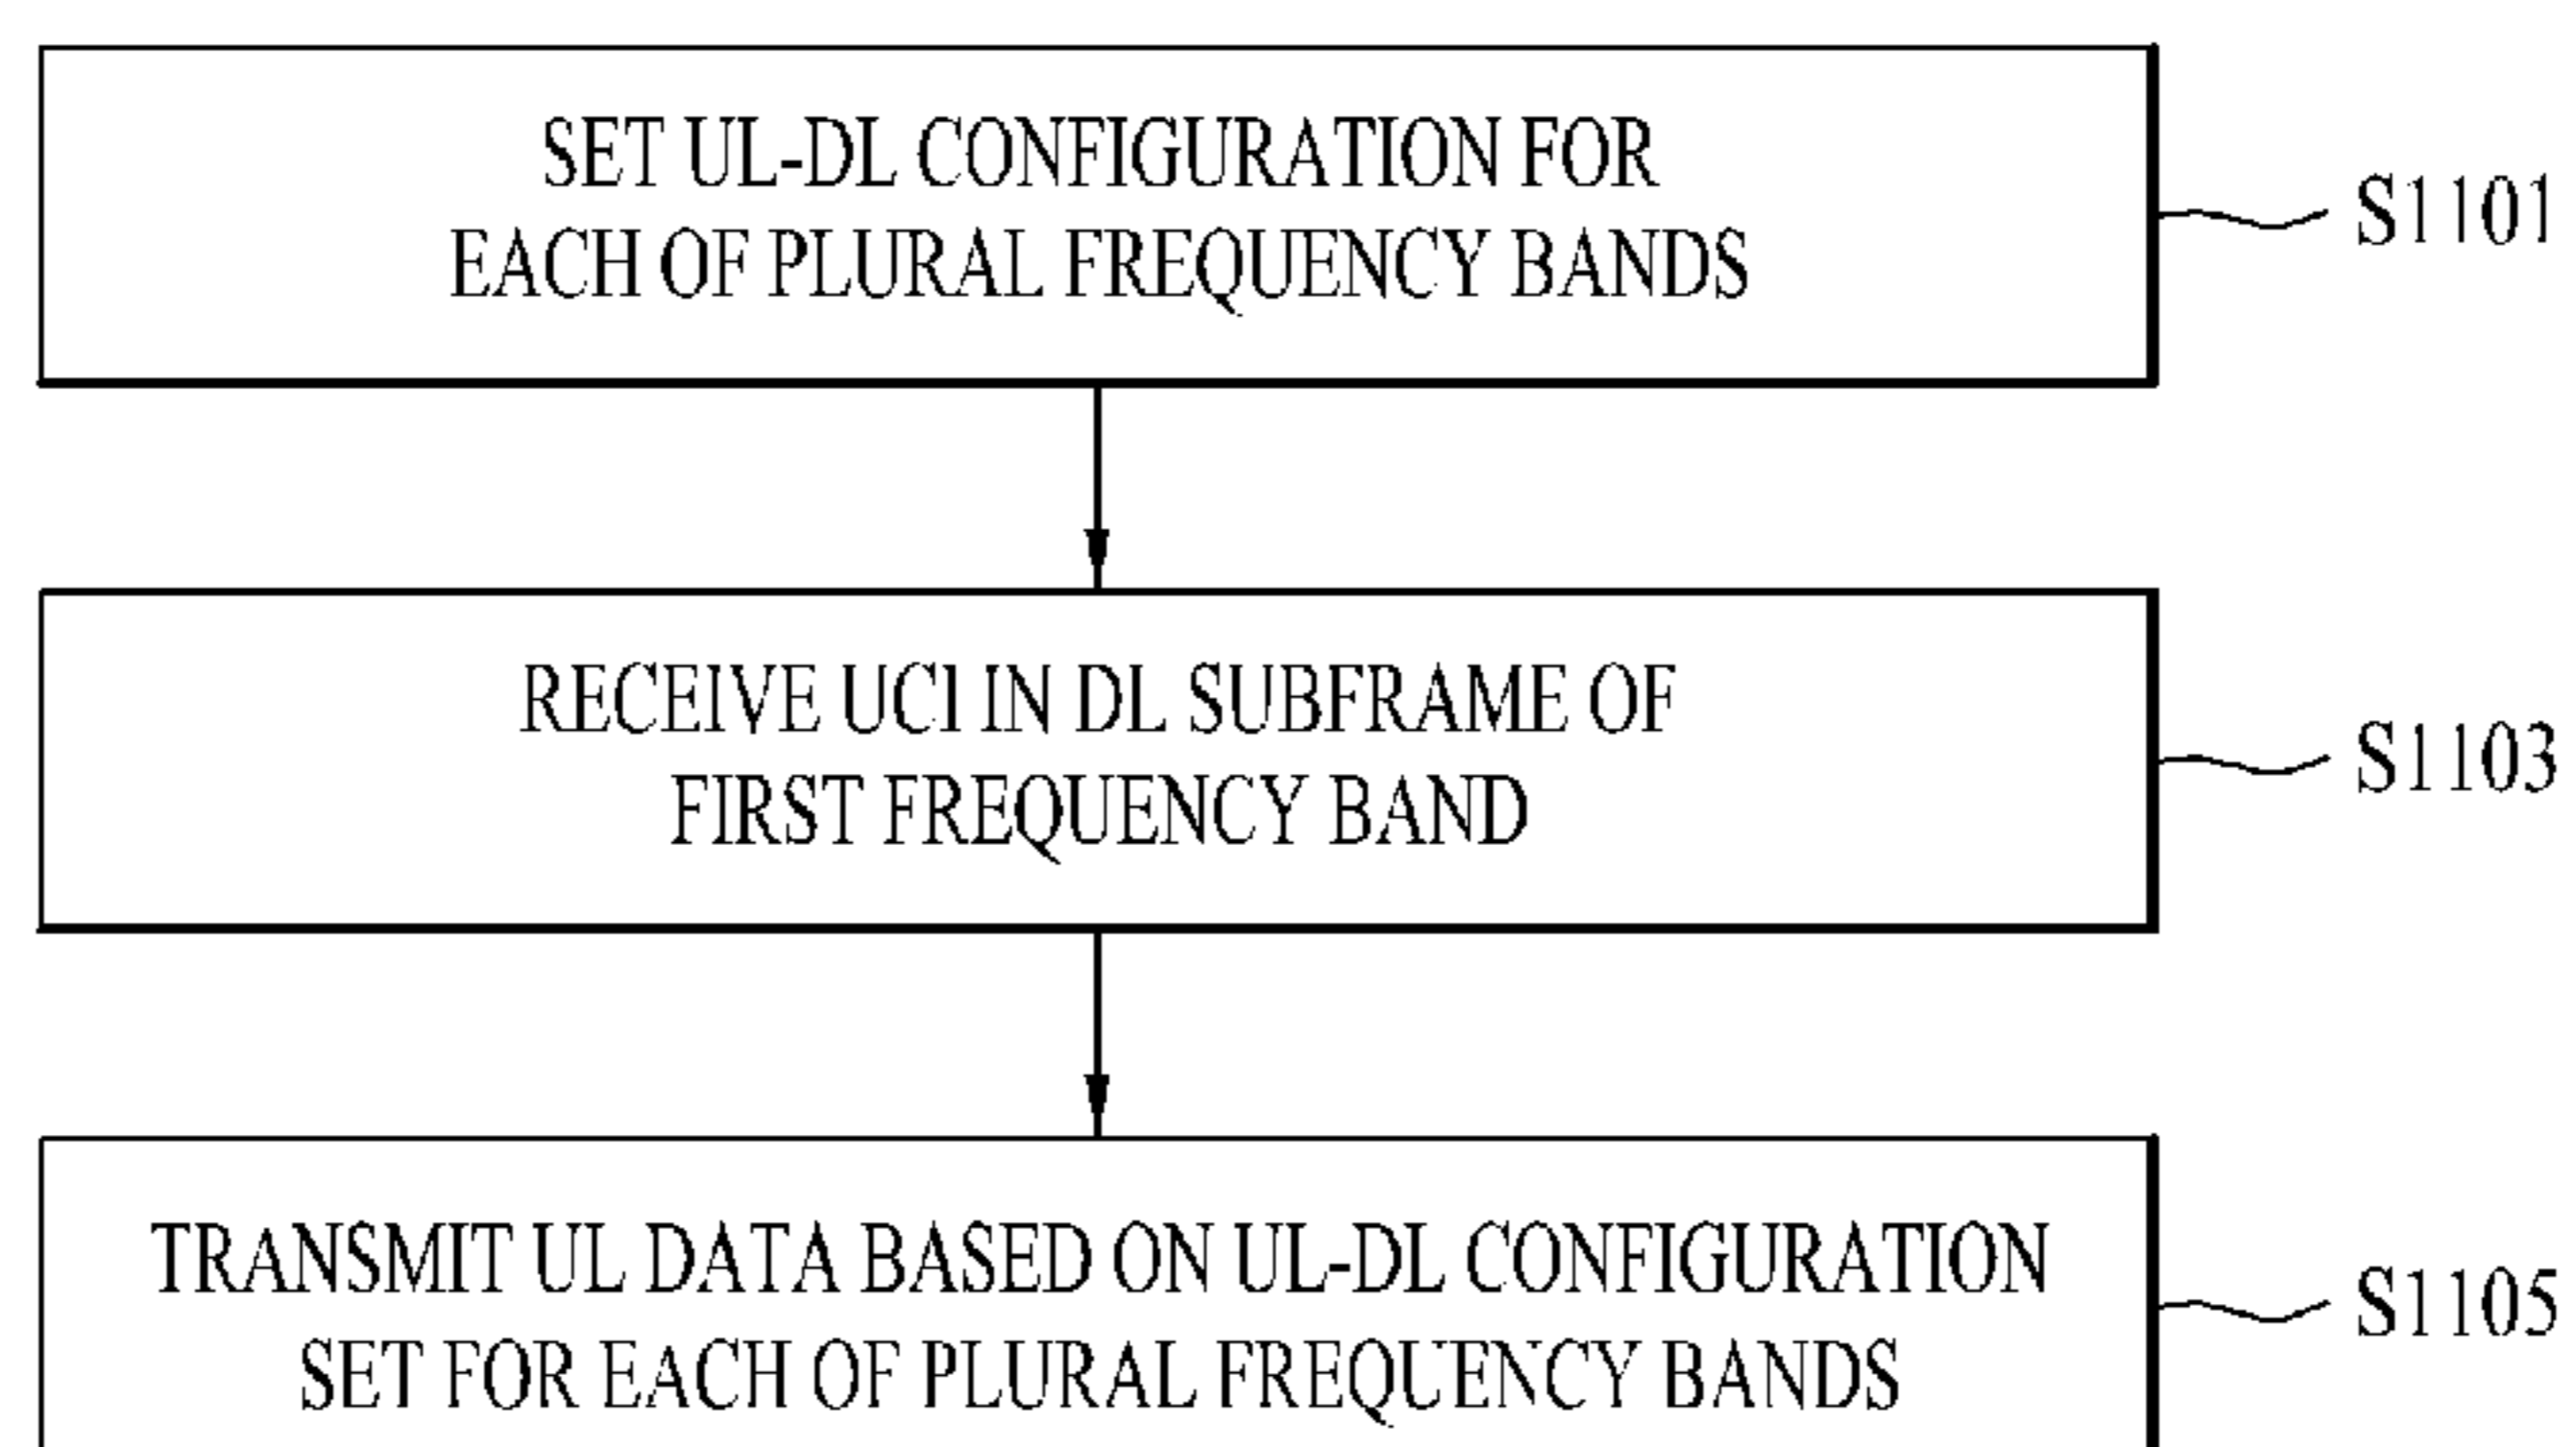 SET UL-DL CONFIGURATION FOR
EACH OF PLURAL FREQUENCY BANDS
S1101
RECEIVE UCI IN DL SUBFRAME OF
FIRST FREQUENCY BAND
S1103
TRANSMIT UL DATA BASED ON UL-DL CONFIGURATION
SET FOR EACH OF PLURAL FREQUENCY BANDS
S1105